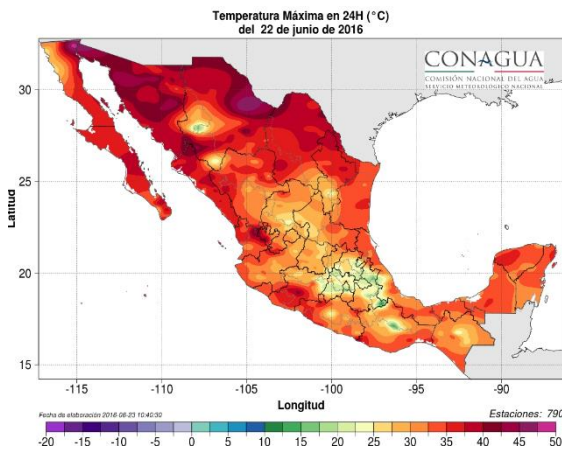 Temperatura Máxima en 24H (°C)
del 22 de junio de 2016
CONAGUA
COMISIÓN NACIONAL DEL AGUA
SERVICIO METEOROLÓGICO NACIONAL
30
25
20
15
Latitud
-115 -110 -105 -100 -95 -90
Longitud
Fecha de elaboración 2016-06-23 10:40:30
Estaciones: 790
-20 -15 -10 -5 0 5 10 15 20 25 30 35 40 45 50